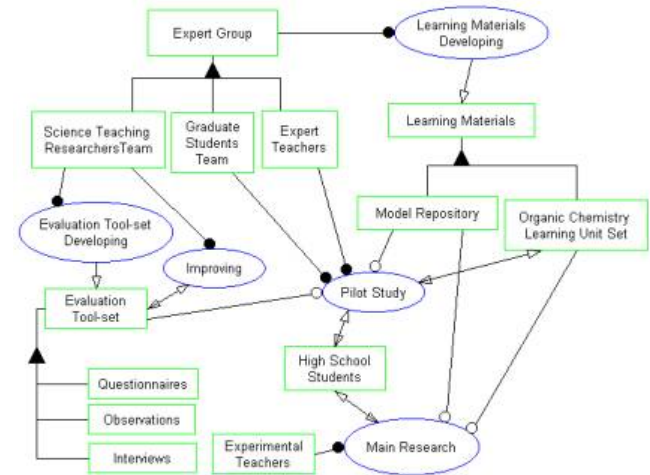 Expert Group
Learning Materials
Developing
Science Teaching
ResearchersTeam
Graduate
Students
Team
Expert
Teachers
Learning Materials
Evaluation Tool-set
Developing
Improving
Model Repository
Organic Chemistry
Learning Unit Set
Evaluation
Tool-set
Pilot Study
High School
Students
Questionnaires
Observations
Interviews
Experimental
Teachers
Main Research